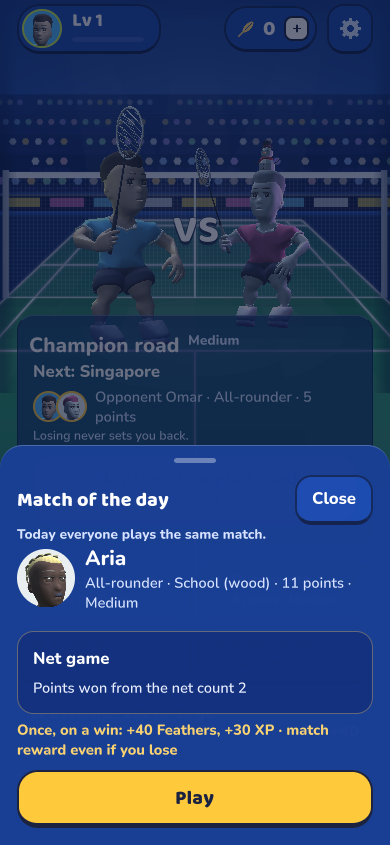 Lv 1
0
+
VS
Champion road Medium
Next: Singapore
Opponent Omar · All-rounder · 5
points
Losing never sets you back.
Match of the day
Close
Today everyone plays the same match.
Aria
All-rounder · School (wood) · 11 points ·
Medium
Net game
Points won from the net count 2
Once, on a win: +40 Feathers, +30 XP · match
reward even if you lose
Play